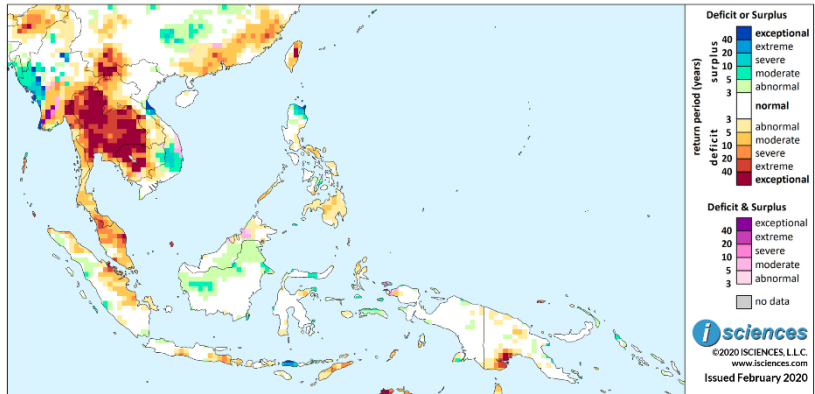 Deficit or Surplus
return period (years)
surplus
deficit
40
20
10
5
3
3
5
10
20
40
exceptional
extreme
severe
moderate
abnormal
normal
abnormal
moderate
severe
extreme
exceptional
Deficit & Surplus
40
20
10
5
3
exceptional
extreme
severe
moderate
abnormal
no data
i sciences
©2020 ISCIENCES, L.L.C.
www.isciences.com
Issued February 2020